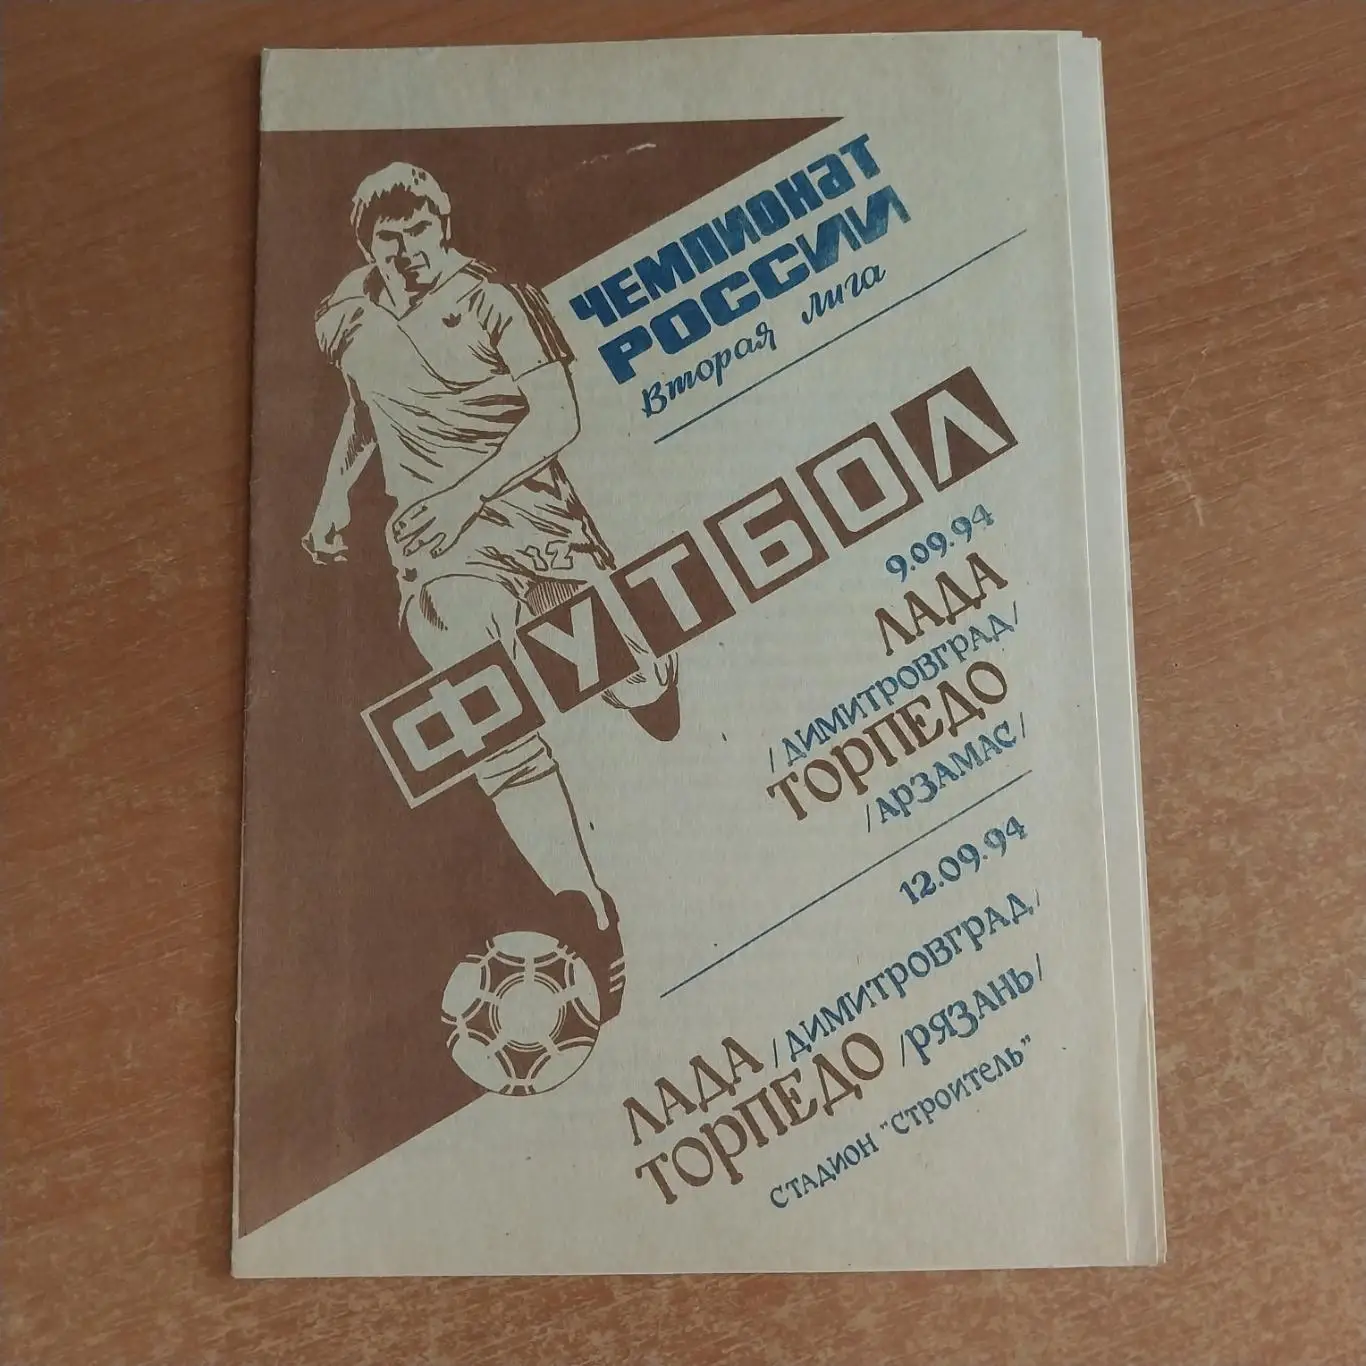 Чемпионат
России
Вторая лига
ФУТБОЛ
9.09.94
ЛАДА
/ДИМИТРОВГРАД/
ТОРПЕДО
/АРЗАМАС/
12.09.94
ЛАДА /ДИМИТРОВГРАД/
ТОРПЕДО /РЯЗАНЬ/
СТАДИОН "СТРОИТЕЛЬ"
12